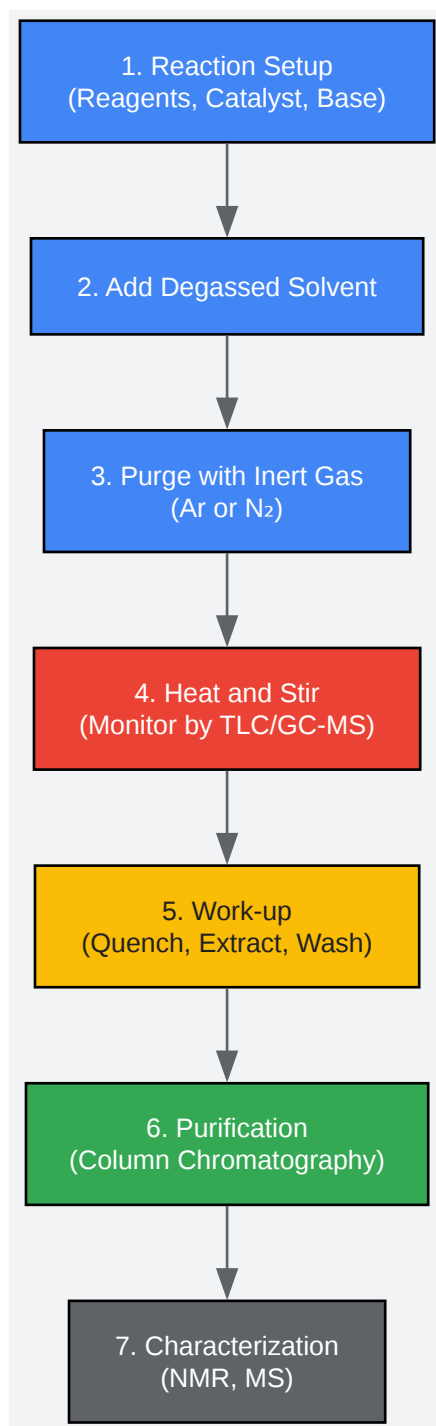 1. Reaction Setup
(Reagents, Catalyst, Base)
2. Add Degassed Solvent
3. Purge with Inert Gas
(Ar or N₂)
4. Heat and Stir
(Monitor by TLC/GC-MS)
5. Work-up
(Quench, Extract, Wash)
6. Purification
(Column Chromatography)
7. Characterization
(NMR, MS)